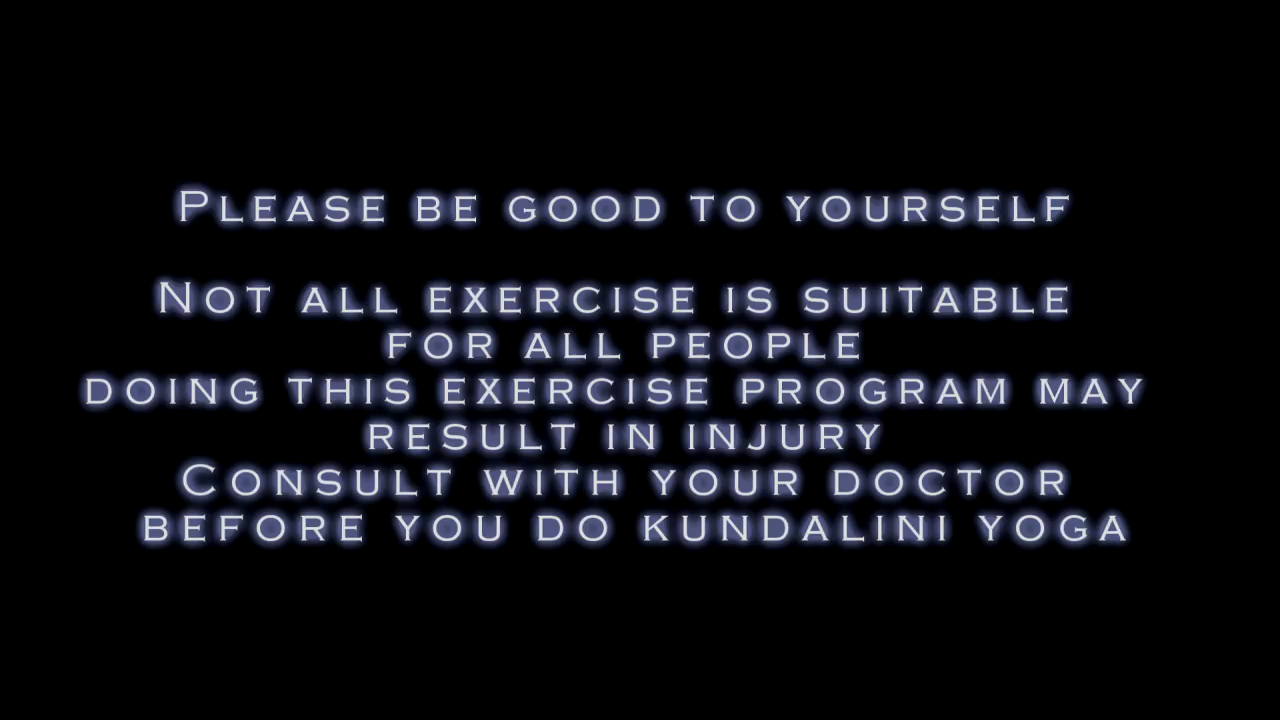 Please be good to yourself
Not all exercise is suitable
for all people
doing this exercise program may
result in injury
Consult with your doctor
before you do kundalini yoga